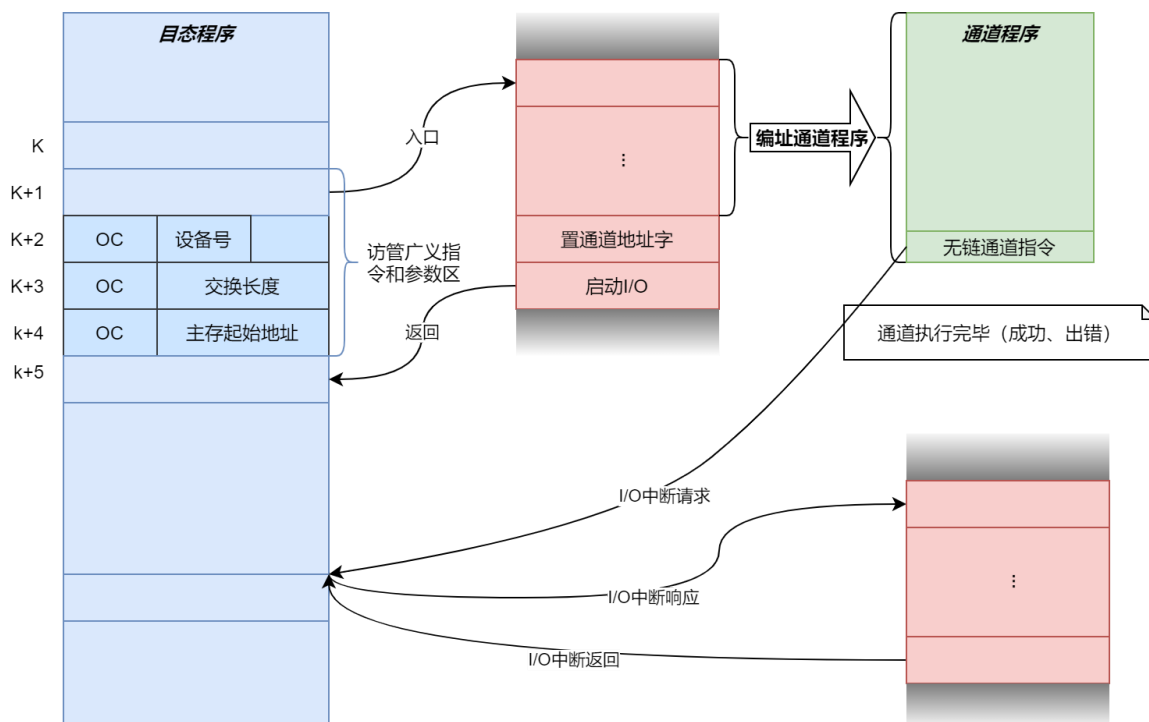 目态程序
通道程序
K
入口
编址通道程序
⋮
K+1
K+2
OC
设备号
访管广义指
令和参数区
置通道地址字
无链通道指令
K+3
OC
交换长度
启动I/O
k+4
OC
主存起始地址
返回
通道执行完毕（成功、出错）
k+5
I/O中断请求
⋮
I/O中断响应
I/O中断返回